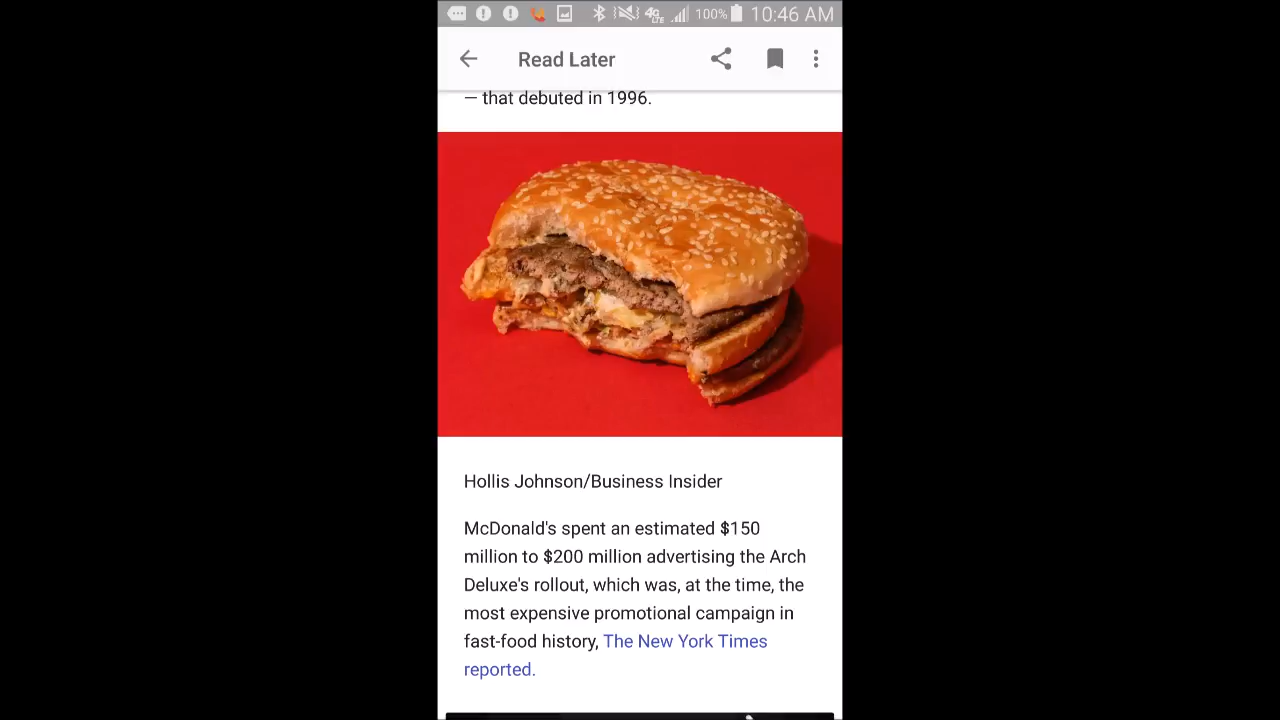 4G LTE 100% 10:46 AM
Read Later
— that debuted in 1996.
Hollis Johnson/Business Insider
McDonald's spent an estimated $150
million to $200 million advertising the Arch
Deluxe's rollout, which was, at the time, the
most expensive promotional campaign in
fast-food history, The New York Times
reported.